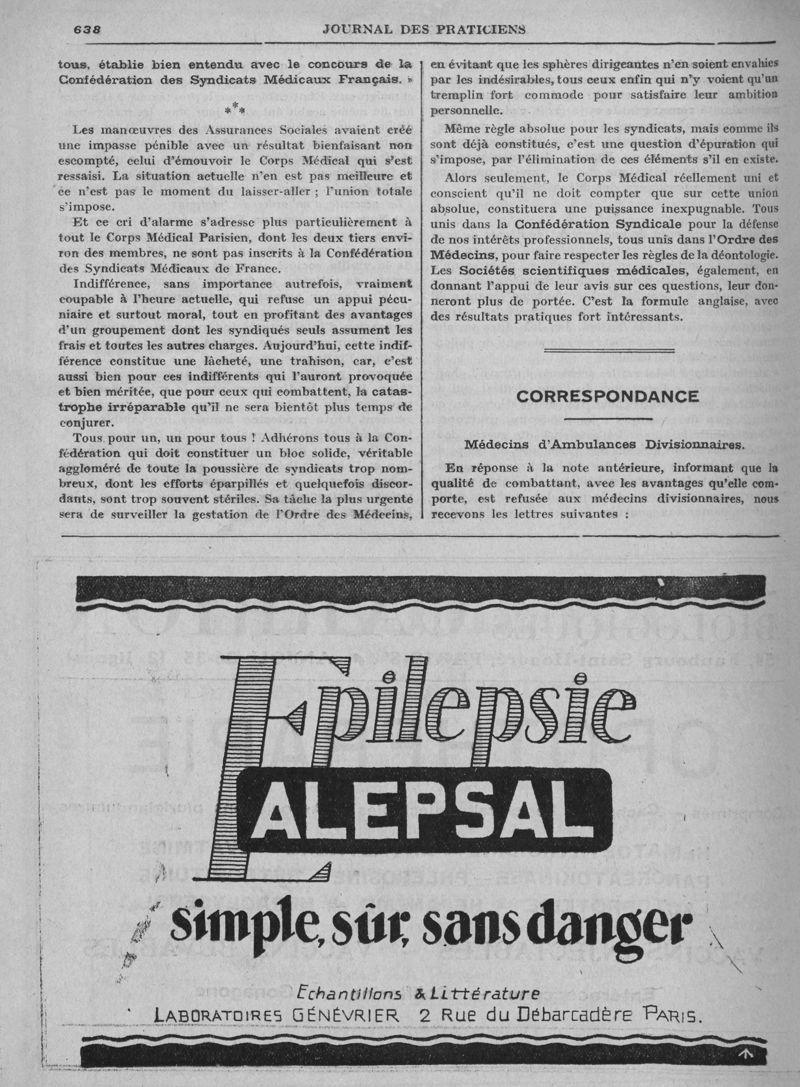 638
JOURNAL DES PRATICIENS
tous, établie bien entendu avec le concours de la
Confédération des Syndicats Médicaux Français. »
***
Les manœuvres des Assurances Sociales avaient créé
une impasse pénible avec un résultat bienfaisant non
escompté, celui d'émouvoir le Corps Médical qui s'est
ressaisi. La situation actuelle n'en est pas meilleure et
ce n'est pas le moment du laisser-aller ; l'union totale
s'impose.
Et ce cri d'alarme s'adresse plus particulièrement à
tout le Corps Médical Parisien, dont les deux tiers envi-
ron des membres, ne sont pas inscrits à la Confédération
des Syndicats Médicaux de France.
Indifférence, sans importance autrefois, vraiment
coupable à l'heure actuelle, qui refuse un appui pécu-
niaire et surtout moral, tout en profitant des avantages
d'un groupement dont les syndiqués seuls assument les
frais et toutes les autres charges. Aujourd'hui, cette indif-
férence constitue une lâcheté, une trahison, car, c'est
aussi bien pour ces indifférents qui l'auront provoquée
et bien méritée, que pour ceux qui combattent, la catas-
trophe irréparable qu'il ne sera bientôt plus temps de
conjurer.
Tous pour un, un pour tous ! Adhérons tous à la Con-
fédération qui doit constituer un bloc solide, véritable
aggloméré de toute la poussière de syndicats trop nom-
breux, dont les efforts éparpillés et quelquefois discor-
dants, sont trop souvent stériles. Sa tâche la plus urgente
sera de surveiller la gestation de l'Ordre des Médecins,
en évitant que les sphères dirigeantes n'en soient envahies
par les indésirables, tous ceux enfin qui n'y voient qu'un
tremplin fort commode pour satisfaire leur ambition
personnelle.
Même règle absolue pour les syndicats, mais comme ils
sont déjà constitués, c'est une question d'épuration qui
s'impose, par l'élimination de ces éléments s'il en existe.
Alors seulement, le Corps Médical réellement uni et
conscient qu'il ne doit compter que sur cette union
absolue, constituera une puissance inexpugnable. Tous
unis dans la Confédération Syndicale pour la défense
de nos intérêts professionnels, tous unis dans l'Ordre des
Médecins, pour faire respecter les règles de la déontologie.
Les Sociétés scientifiques médicales, également, en
donnant l'appui de leur avis sur ces questions, leur don-
neront plus de portée. C'est la formule anglaise, avec
des résultats pratiques fort intéressants.
CORRESPONDANCE
Médecins d'Ambulances Divisionnaires.
En réponse à la note antérieure, informant que la
qualité de combattant, avec les avantages qu'elle com-
porte, est refusée aux médecins divisionnaires, nous
recevons les lettres suivantes :
Epilepsie
ALEPSAL
simple, sûr, sans danger
Echantillons & Littérature
LABORATOIRES GÉNÉVRIER 2 Rue du Débarcadère PARIS.